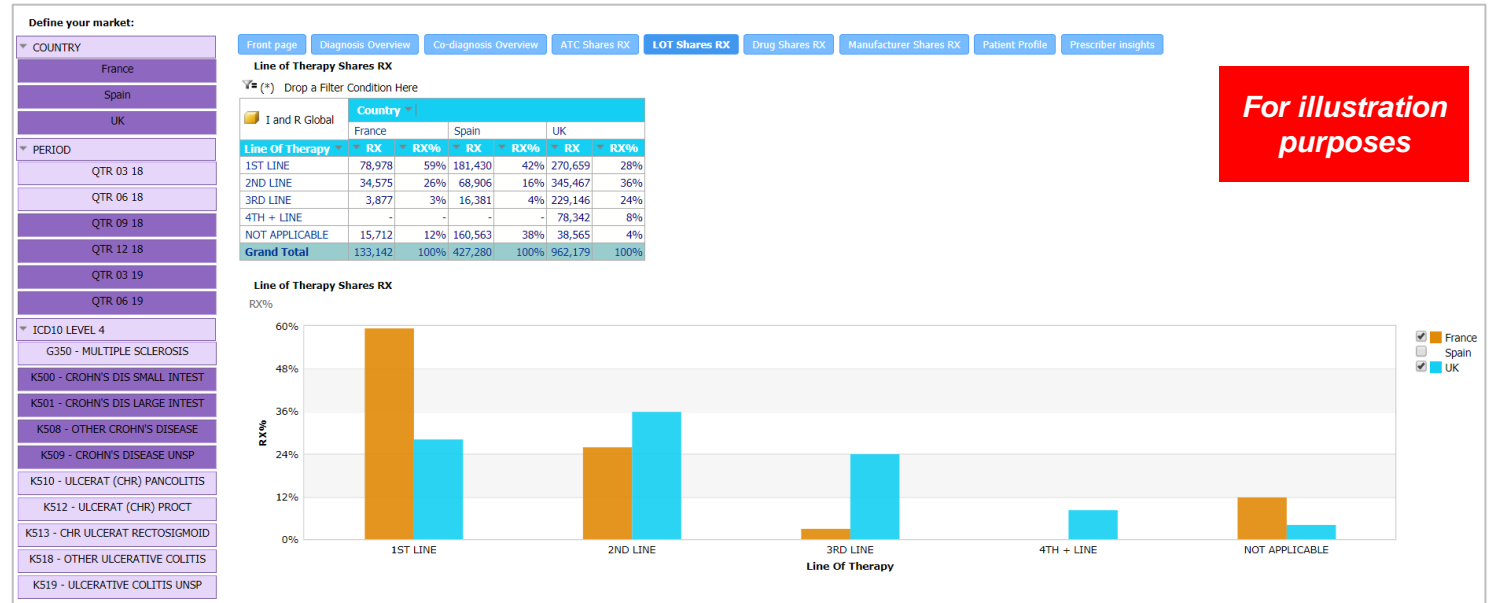 Define your market:
COUNTRY
France
Spain
UK
PERIOD
QTR 03 18
QTR 06 18
QTR 09 18
QTR 12 18
QTR 03 19
QTR 06 19
ICD10 LEVEL 4
G350 - MULTIPLE SCLEROSIS
K500 - CROHN'S DIS SMALL INTEST
K501 - CROHN'S DIS LARGE INTEST
K508 - OTHER CROHN'S DISEASE
K509 - CROHN'S DISEASE UNSP
K510 - ULCERAT (CHR) PANCOLITIS
K512 - ULCERAT (CHR) PROCT
K513 - CHR ULCERAT RECTOSIGMOID
K518 - OTHER ULCERATIVE COLITIS
K519 - ULCERATIVE COLITIS UNSP
Front page Diagnosis Overview Co-diagnosis Overview ATC Shares RX LOT Shares RX Drug Shares RX Manufacturer Shares RX Patient Profile Prescriber insights
Line of Therapy Shares RX
(*) Drop a Filter Condition Here
I and R Global Country
France Spain UK
Line Of Therapy RX RX% RX RX% RX RX%
1ST LINE 78,978 59% 181,430 42% 270,659 28%
2ND LINE 34,575 26% 68,906 16% 345,467 36%
3RD LINE 3,877 3% 16,381 4% 229,146 24%
4TH + LINE - - - - 78,342 8%
NOT APPLICABLE 15,712 12% 160,563 38% 38,565 4%
Grand Total 133,142 100% 427,280 100% 962,179 100%
For illustration
purposes
Line of Therapy Shares RX
RX%
60%
48%
36%
24%
12%
0%
RX%
1ST LINE 2ND LINE 3RD LINE 4TH + LINE NOT APPLICABLE
Line Of Therapy
France
Spain
UK